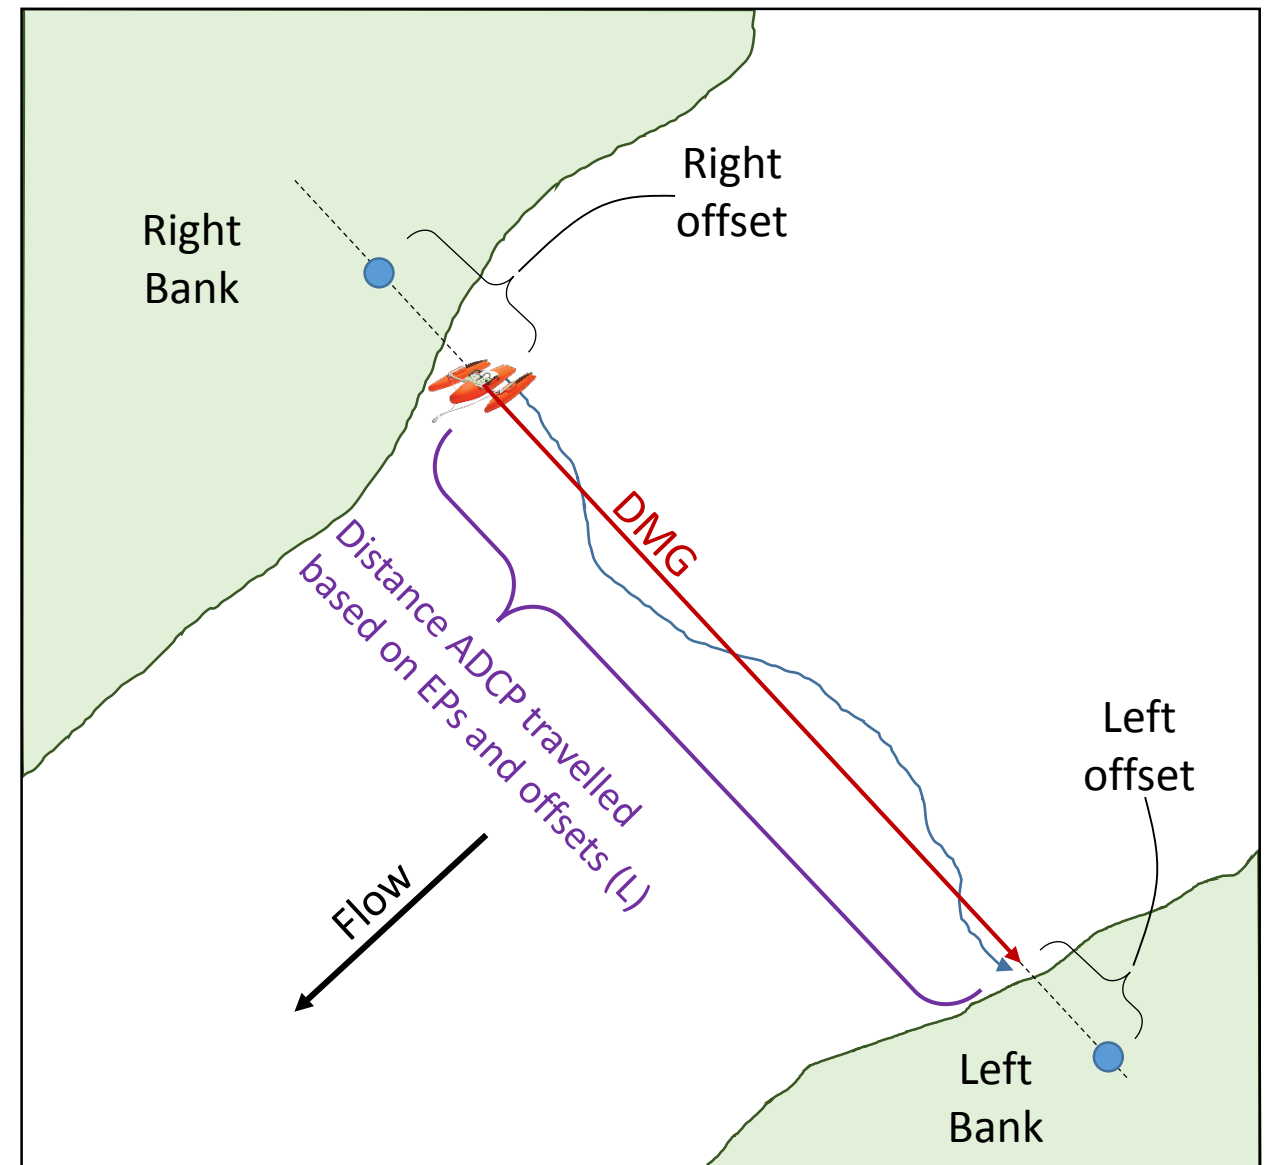 Right
offset
Right
Bank
DMG
Distance ADCP travelled
based on EPs and offsets (L)
Left
offset
Flow
Left
Bank